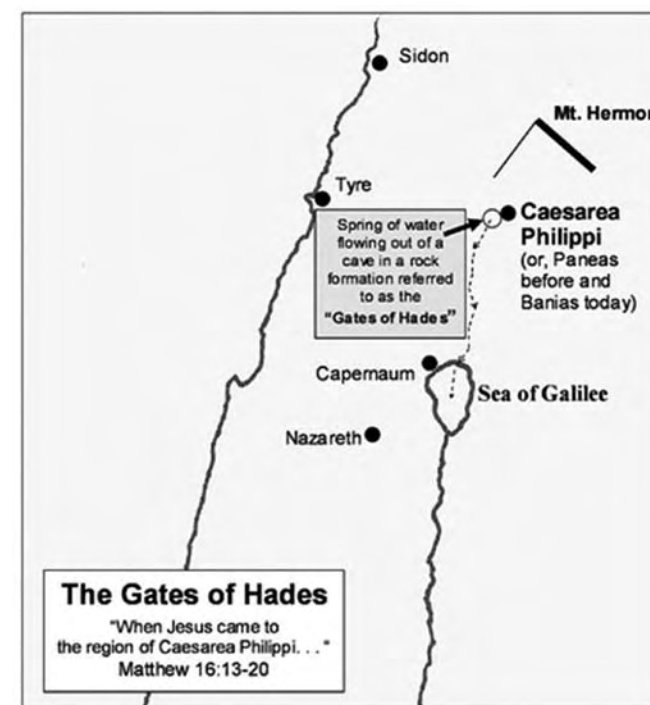 Sidon
Mt. Hermon
Tyre
Spring of water
flowing out of a
cave in a rock
formation referred
to as the
“Gates of Hades”
Caesarea
Philippi
(or, Paneas
before and
Banias today)
Capernaum
Sea of Galilee
Nazareth
The Gates of Hades
"When Jesus came to
the region of Caesarea Philippi. . . "
Matthew 16:13-20